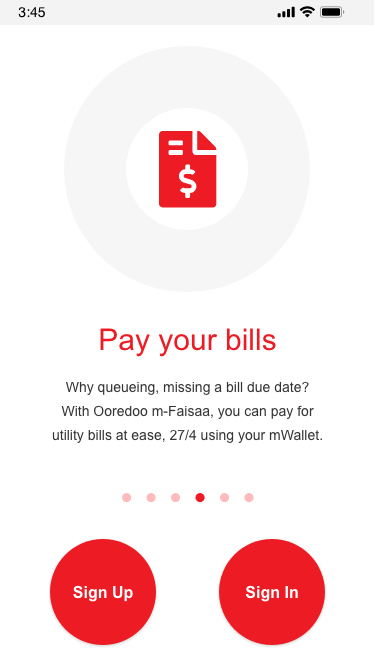 3:45
$
Pay your bills
Why queueing, missing a bill due date?
With Ooredoo m-Faisaa, you can pay for
utility bills at ease, 27/4 using your mWallet.
Sign Up
Sign In